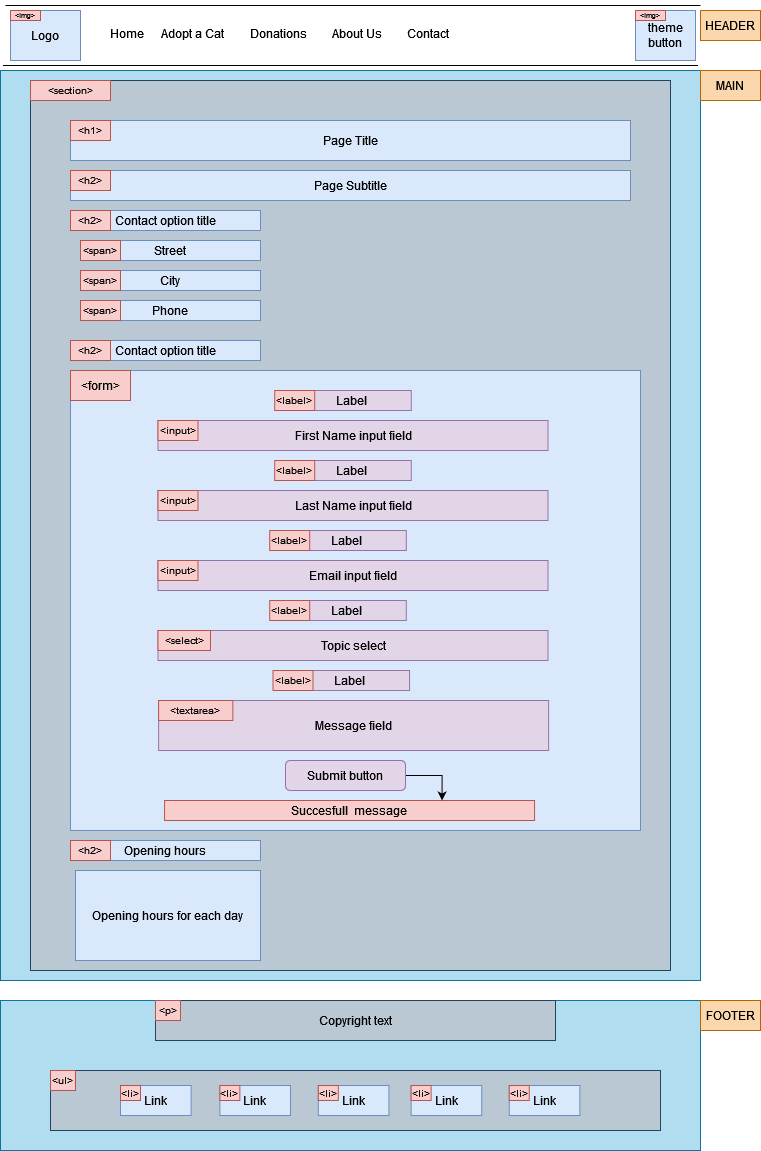 <img>
Logo
Home Adopt a Cat Donations About Us Contact
<img>
theme
button
HEADER
MAIN
<section>
<h1>
Page Title
<h2>
Page Subtitle
<h2> Contact option title
<span> Street
<span> City
<span> Phone
<h2> Contact option title
<form>
<label> Label
<input>
First Name input field
<label> Label
<input>
Last Name input field
<label> Label
<input>
Email input field
<label> Label
<select>
Topic select
<label> Label
<textarea>
Message field
Submit button
Succesfull message
<h2> Opening hours
Opening hours for each day
FOOTER
<p>
Copyright text
<ul>
<li> Link <li> Link <li> Link <li> Link <li> Link